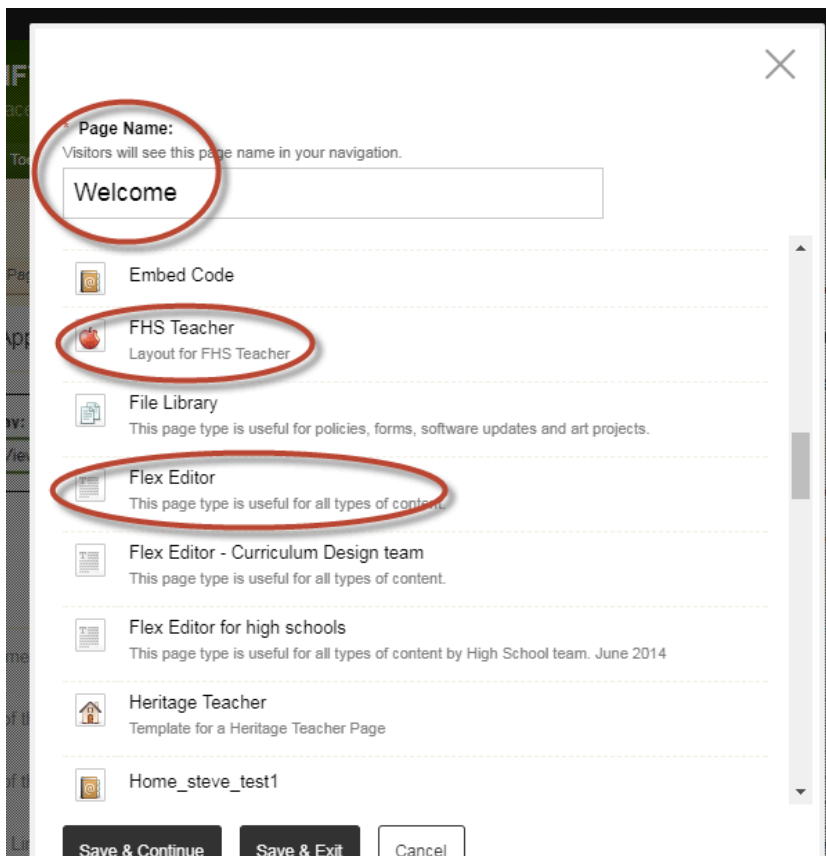 * Page Name:
Visitors will see this page name in your navigation.
Welcome
Embed Code
FHS Teacher
Layout for FHS Teacher
File Library
This page type is useful for policies, forms, software updates and art projects.
Flex Editor
This page type is useful for all types of content.
Flex Editor - Curriculum Design team
This page type is useful for all types of content.
Flex Editor for high schools
This page type is useful for all types of content by High School team. June 2014
Heritage Teacher
Template for a Heritage Teacher Page
Home_steve_test1
Save & Continue Save & Exit Cancel